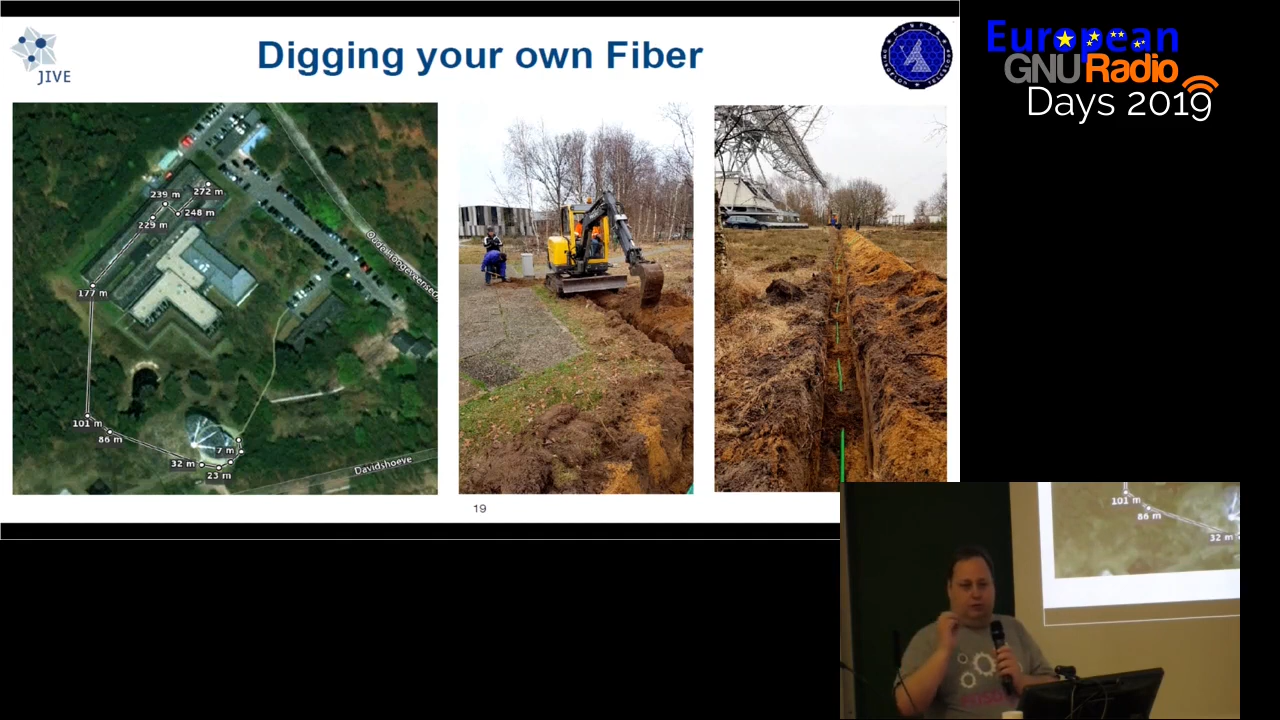 Digging your own Fiber
JIVE
European
GNU Radio
Days 2019
239 m
272 m
248 m
229 m
177 m
101 m
86 m
32 m
23 m
7 m
Davidshoeve
19
101 m
86 m
32 m